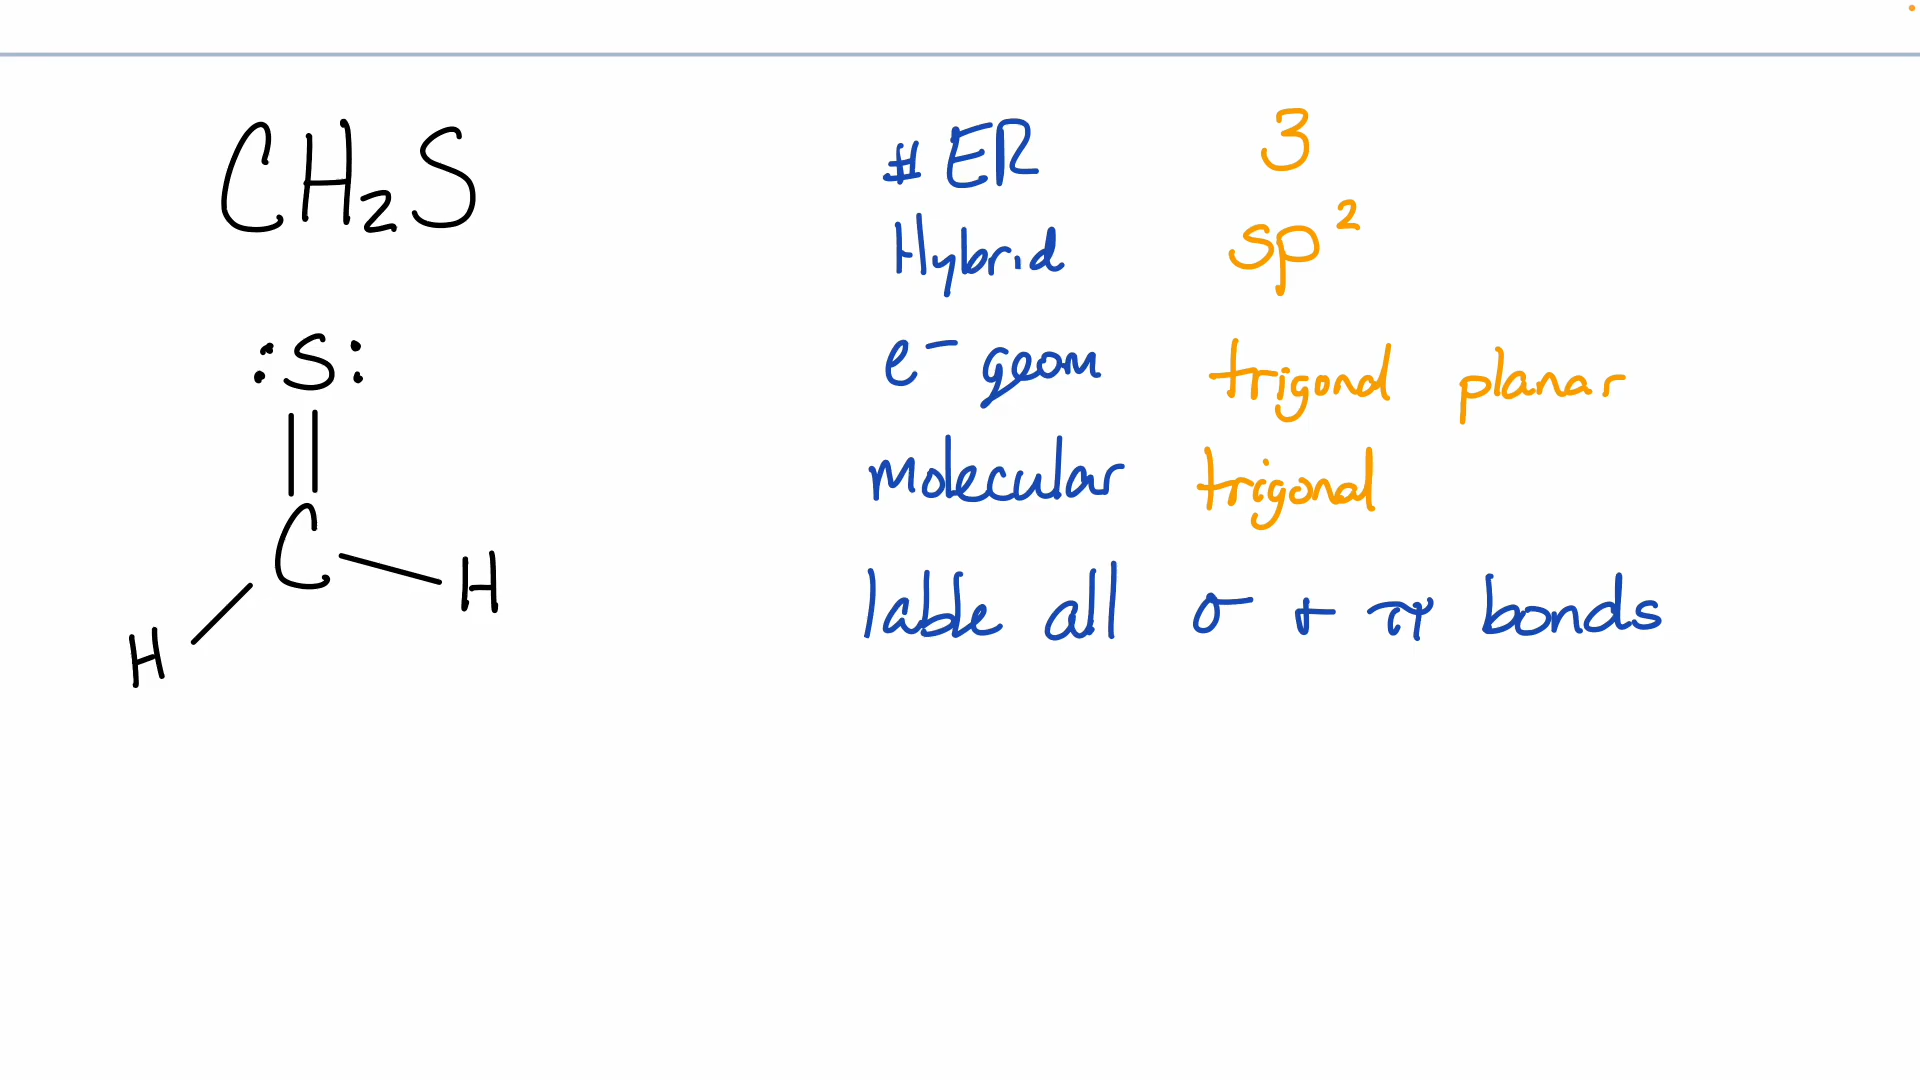 CH₂S
:S:
C
H
H
# ER 3
Hybrid sp²
e⁻ geom trigonal planar
molecular trigonal
lable all σ + π bonds